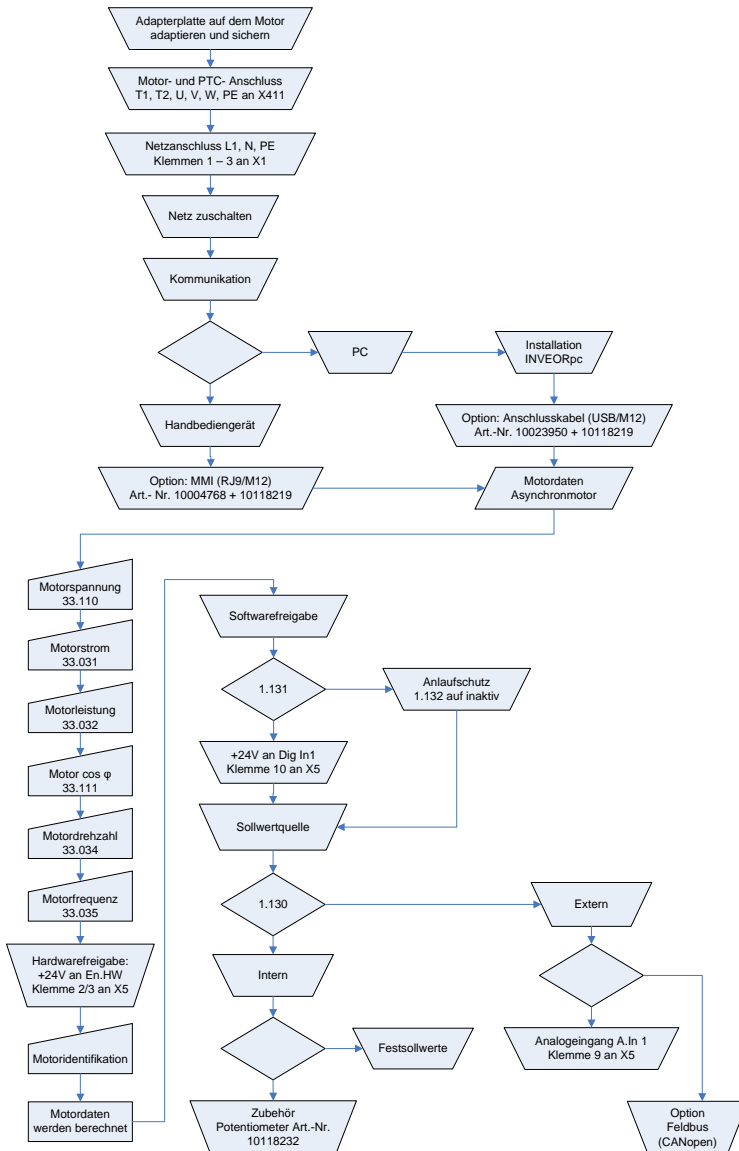 Adapterplatte auf dem Motor
adaptieren und sichern
Motor- und PTC- Anschluss
T1, T2, U, V, W, PE an X411
Netzanschluss L1, N, PE
Klemmen 1 – 3 an X1
Netz zuschalten
Kommunikation
PC
Installation
INVEORpc
Handbediengerät
Option: Anschlusskabel (USB/M12)
Art.-Nr. 10023950 + 10118219
Option: MMI (RJ9/M12)
Art.- Nr. 10004768 + 10118219
Motordaten
Asynchronmotor
Motorspannung
33.110
Motorstrom
33.031
Motorleistung
33.032
Motor cos φ
33.111
Motordrehzahl
33.034
Motorfrequenz
33.035
Hardwarefreigabe:
+24V an En.HW
Klemme 2/3 an X5
Motoridentifikation
Motordaten
werden berechnet
Softwarefreigabe
1.131
Anlaufschutz
1.132 auf inaktiv
+24V an Dig In1
Klemme 10 an X5
Sollwertquelle
1.130
Extern
Intern
Festsollwerte
Analogeingang A.In 1
Klemme 9 an X5
Zubehör
Potentiometer Art.-Nr.
10118232
Option
Feldbus
(CANopen)